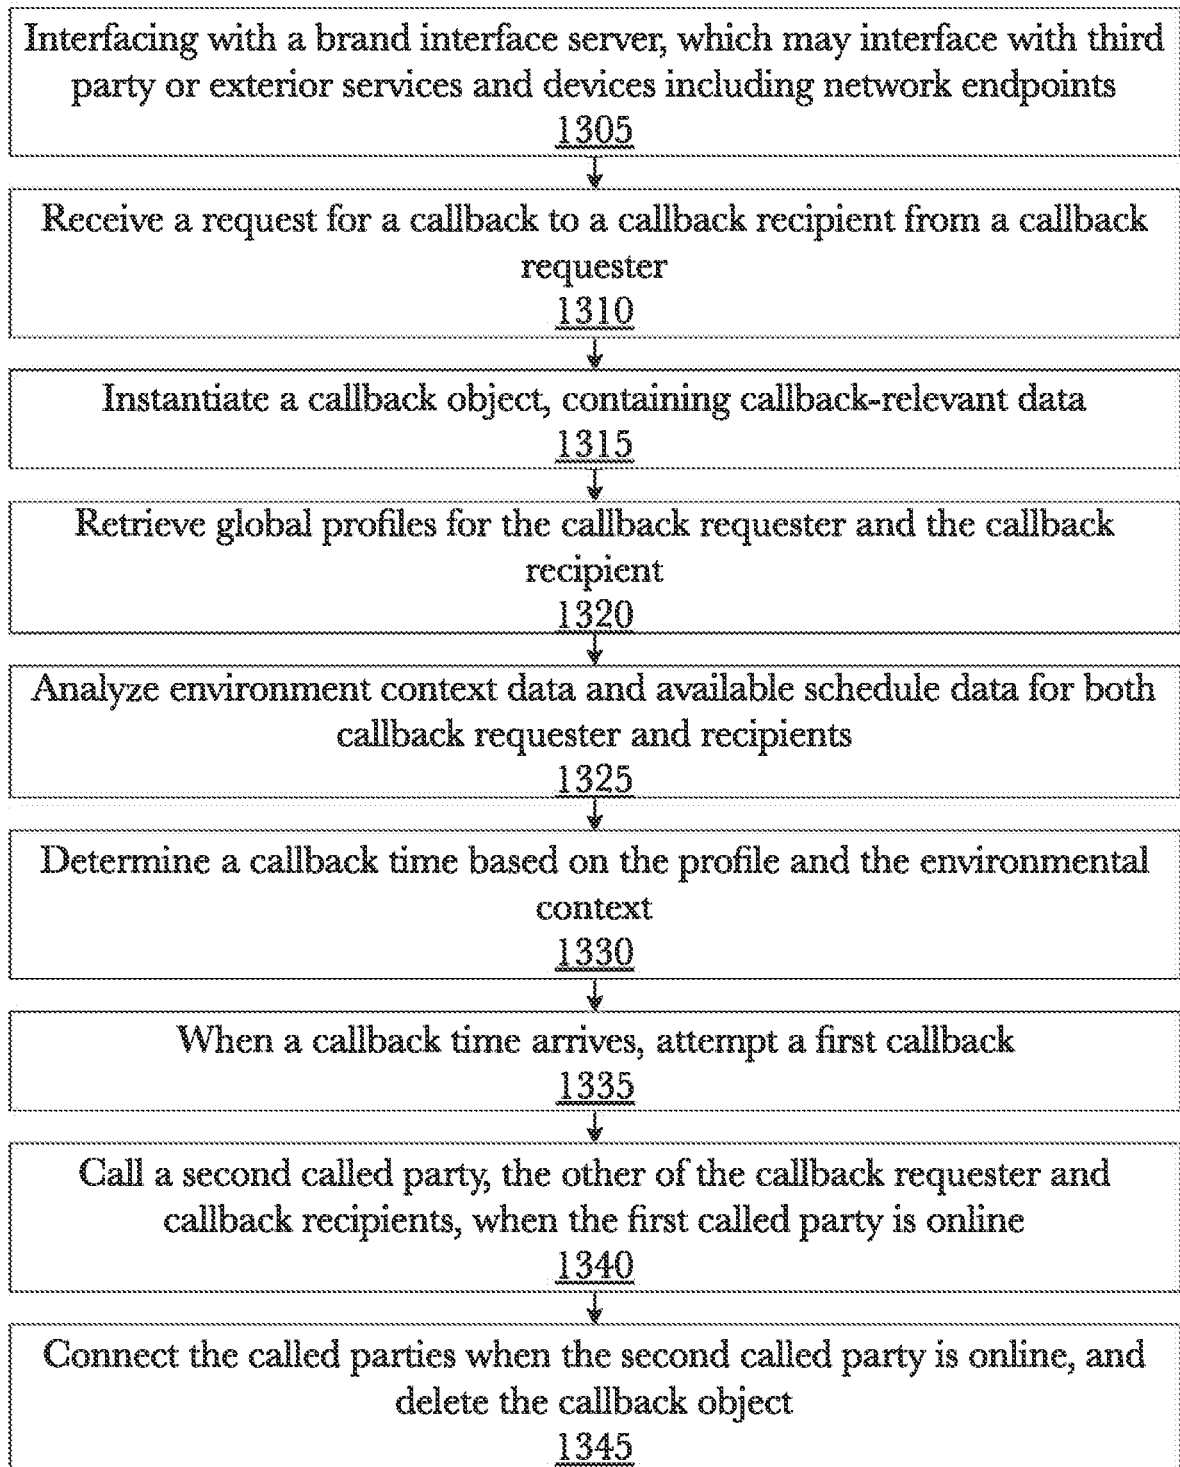 Interfacing with a brand interface server, which may interface with third
party or exterior services and devices including network endpoints
1305
Receive a request for a callback to a callback recipient from a callback
requester
1310
Instantiate a callback object, containing callback-relevant data
1315
Retrieve global profiles for the callback requester and the callback
recipient
1320
Analyze environment context data and available schedule data for both
callback requester and recipients
1325
Determine a callback time based on the profile and the environmental
context
1330
When a callback time arrives, attempt a first callback
1335
Call a second called party, the other of the callback requester and
callback recipients, when the first called party is online
1340
Connect the called parties when the second called party is online, and
delete the callback object
1345